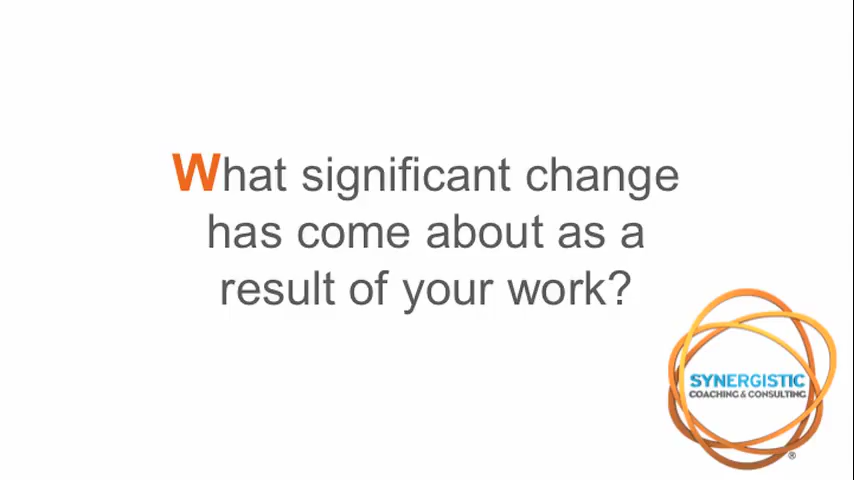 What significant change
has come about as a
result of your work?
SYNERGISTIC
COACHING & CONSULTING
®